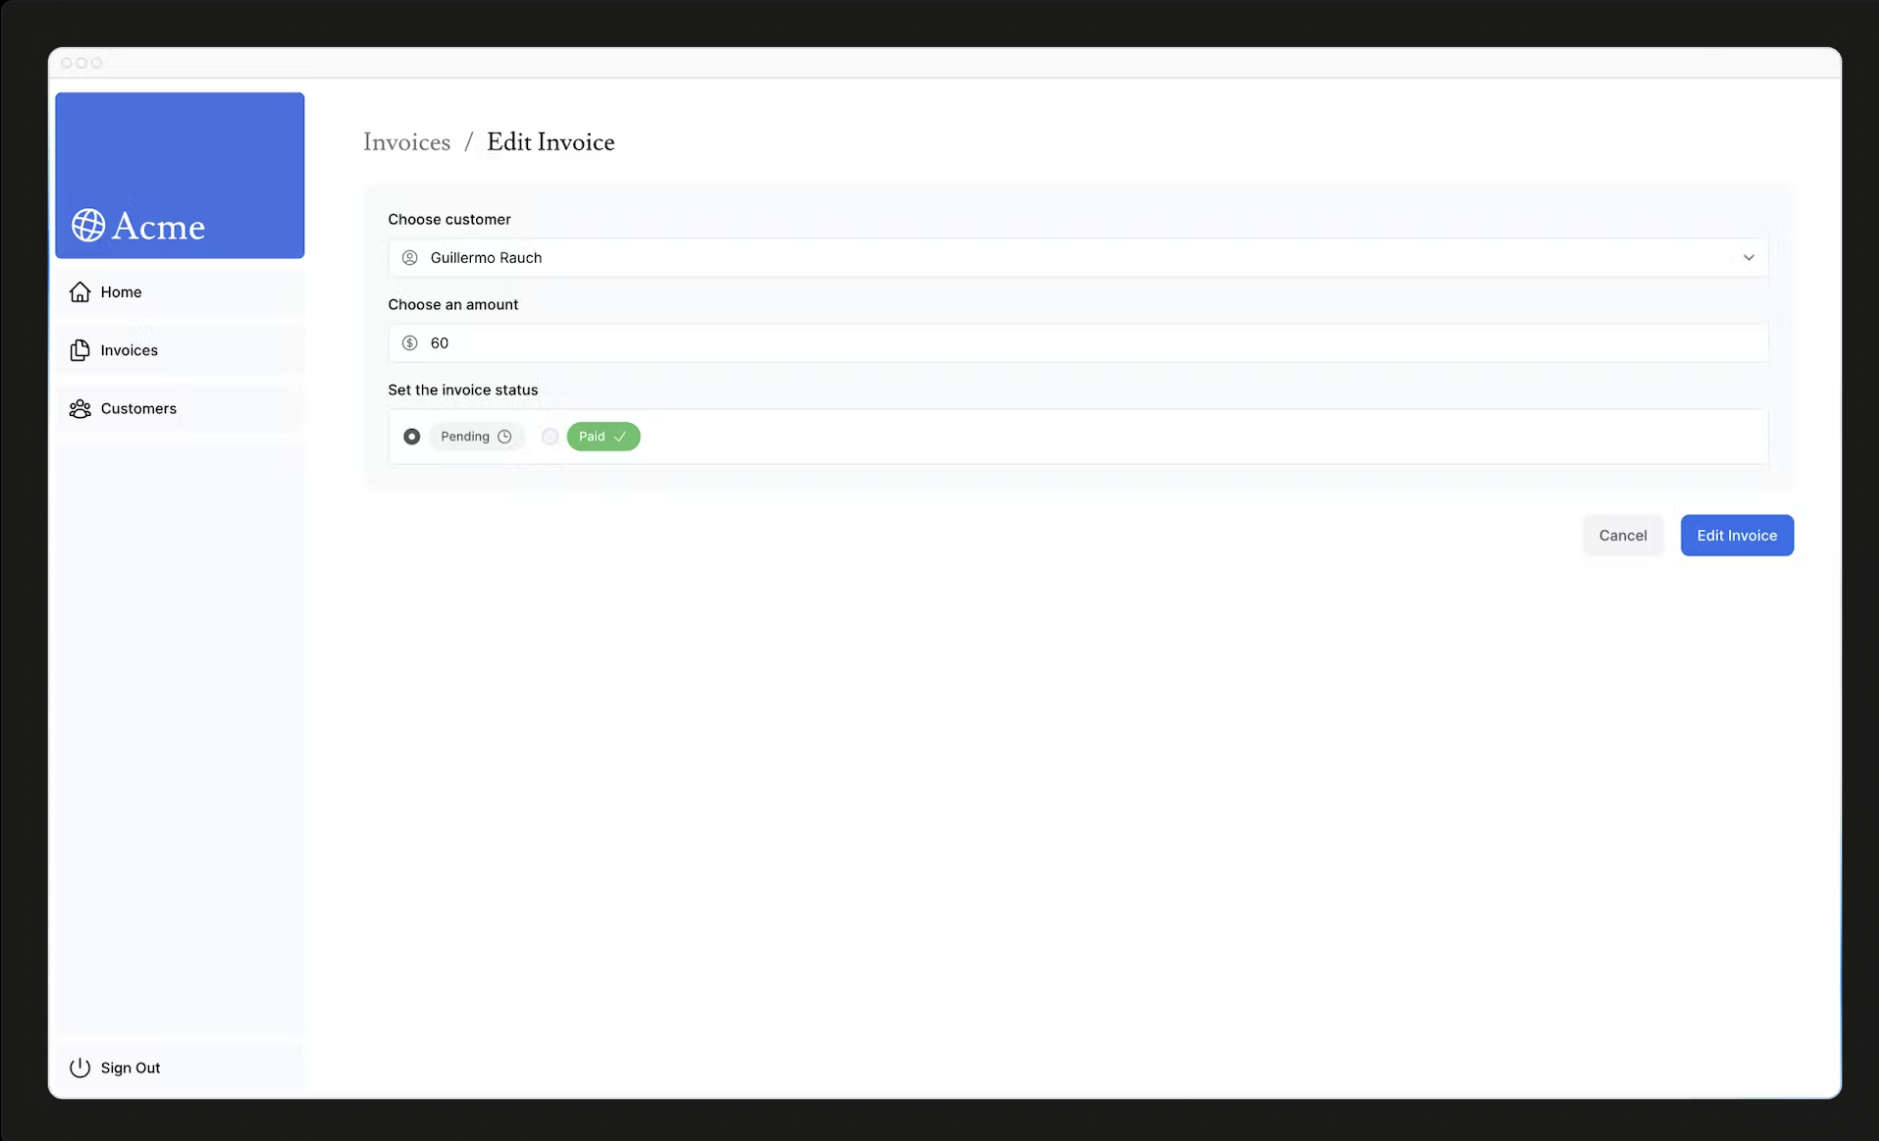 Acme
Home
Invoices
Customers
Sign Out
Invoices / Edit Invoice
Choose customer
Guillermo Rauch
Choose an amount
60
Set the invoice status
Pending Paid
Cancel Edit Invoice